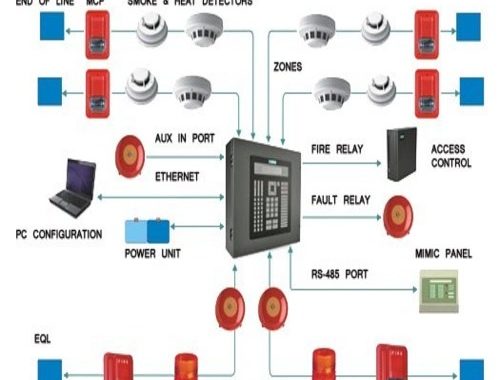 END OF LINE MCP SMOKE & HEAT DETECTORS
ZONES
AUX IN PORT
FIRE RELAY
ACCESS
CONTROL
ETHERNET
FAULT RELAY
PC CONFIGURATION
POWER UNIT
MIMIC PANEL
RS-485 PORT
EQL